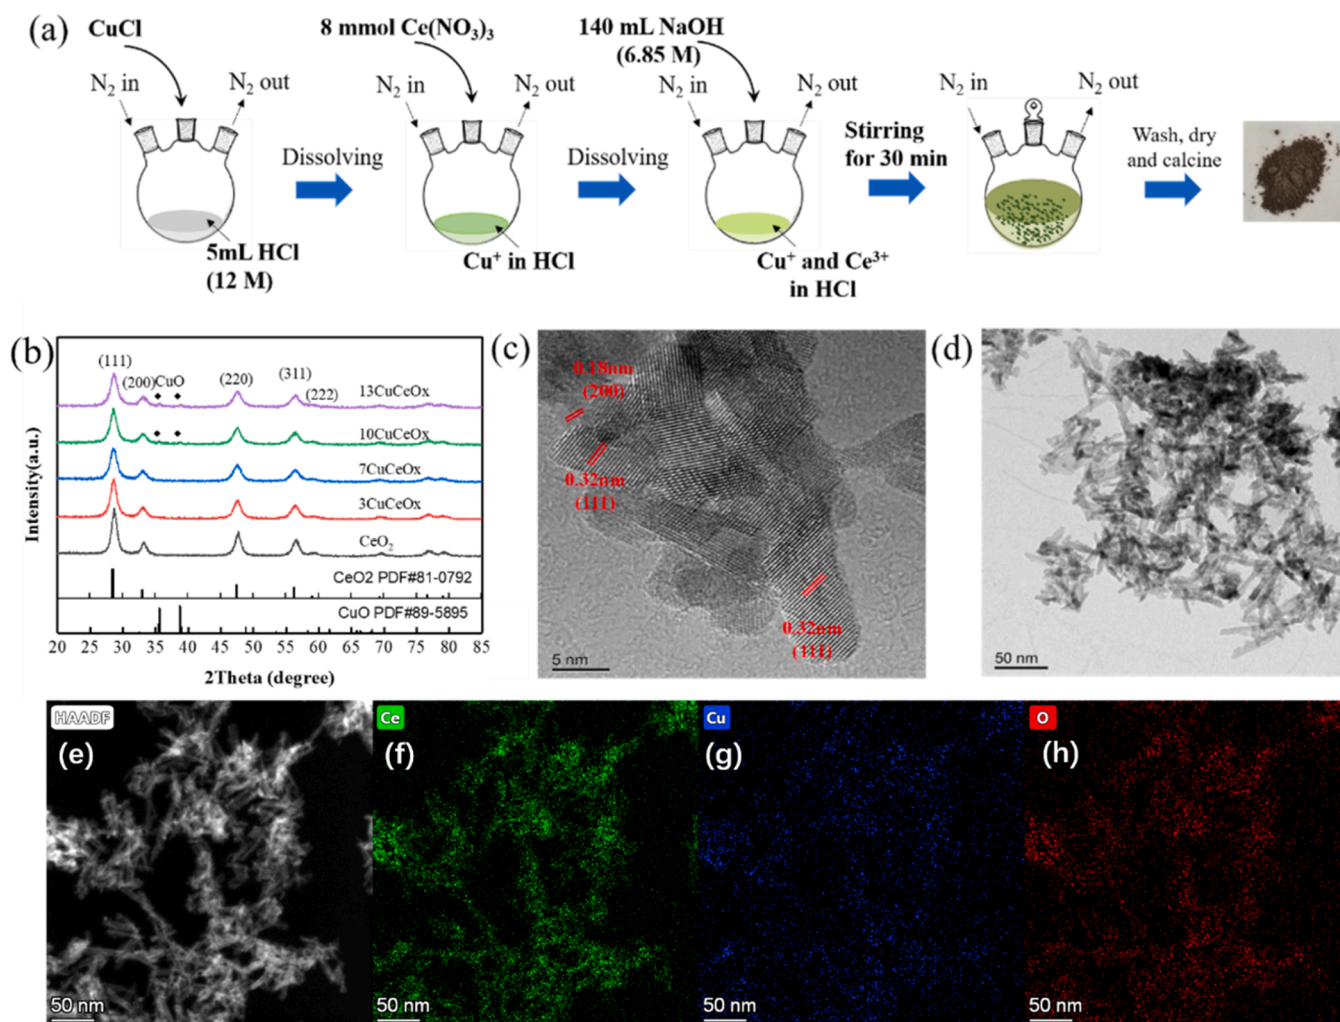 (a)
CuCl
8 mmol Ce(NO₃)₃
140 mL NaOH
(6.85 M)
N₂ in
N₂ out
N₂ in
N₂ out
N₂ in
N₂ out
N₂ in
N₂ out
Dissolving
Dissolving
Stirring
for 30 min
Wash, dry
and calcine
5mL HCl
(12 M)
Cu⁺ in HCl
Cu⁺ and Ce³⁺
in HCl
(b)
(111)
(200)
CuO
(220)
(311)
(222)
13CuCeOx
10CuCeOx
7CuCeOx
3CuCeOx
CeO₂
CeO2 PDF#81-0792
CuO PDF#89-5895
Intensity(a.u.)
20 25 30 35 40 45 50 55 60 65 70 75 80 85
2Theta (degree)
(c)
0.18nm
(200)
0.32nm
(111)
0.32nm
(111)
5 nm
(d)
50 nm
HAADF
(e)
50 nm
Ce
(f)
50 nm
Cu
(g)
50 nm
O
(h)
50 nm